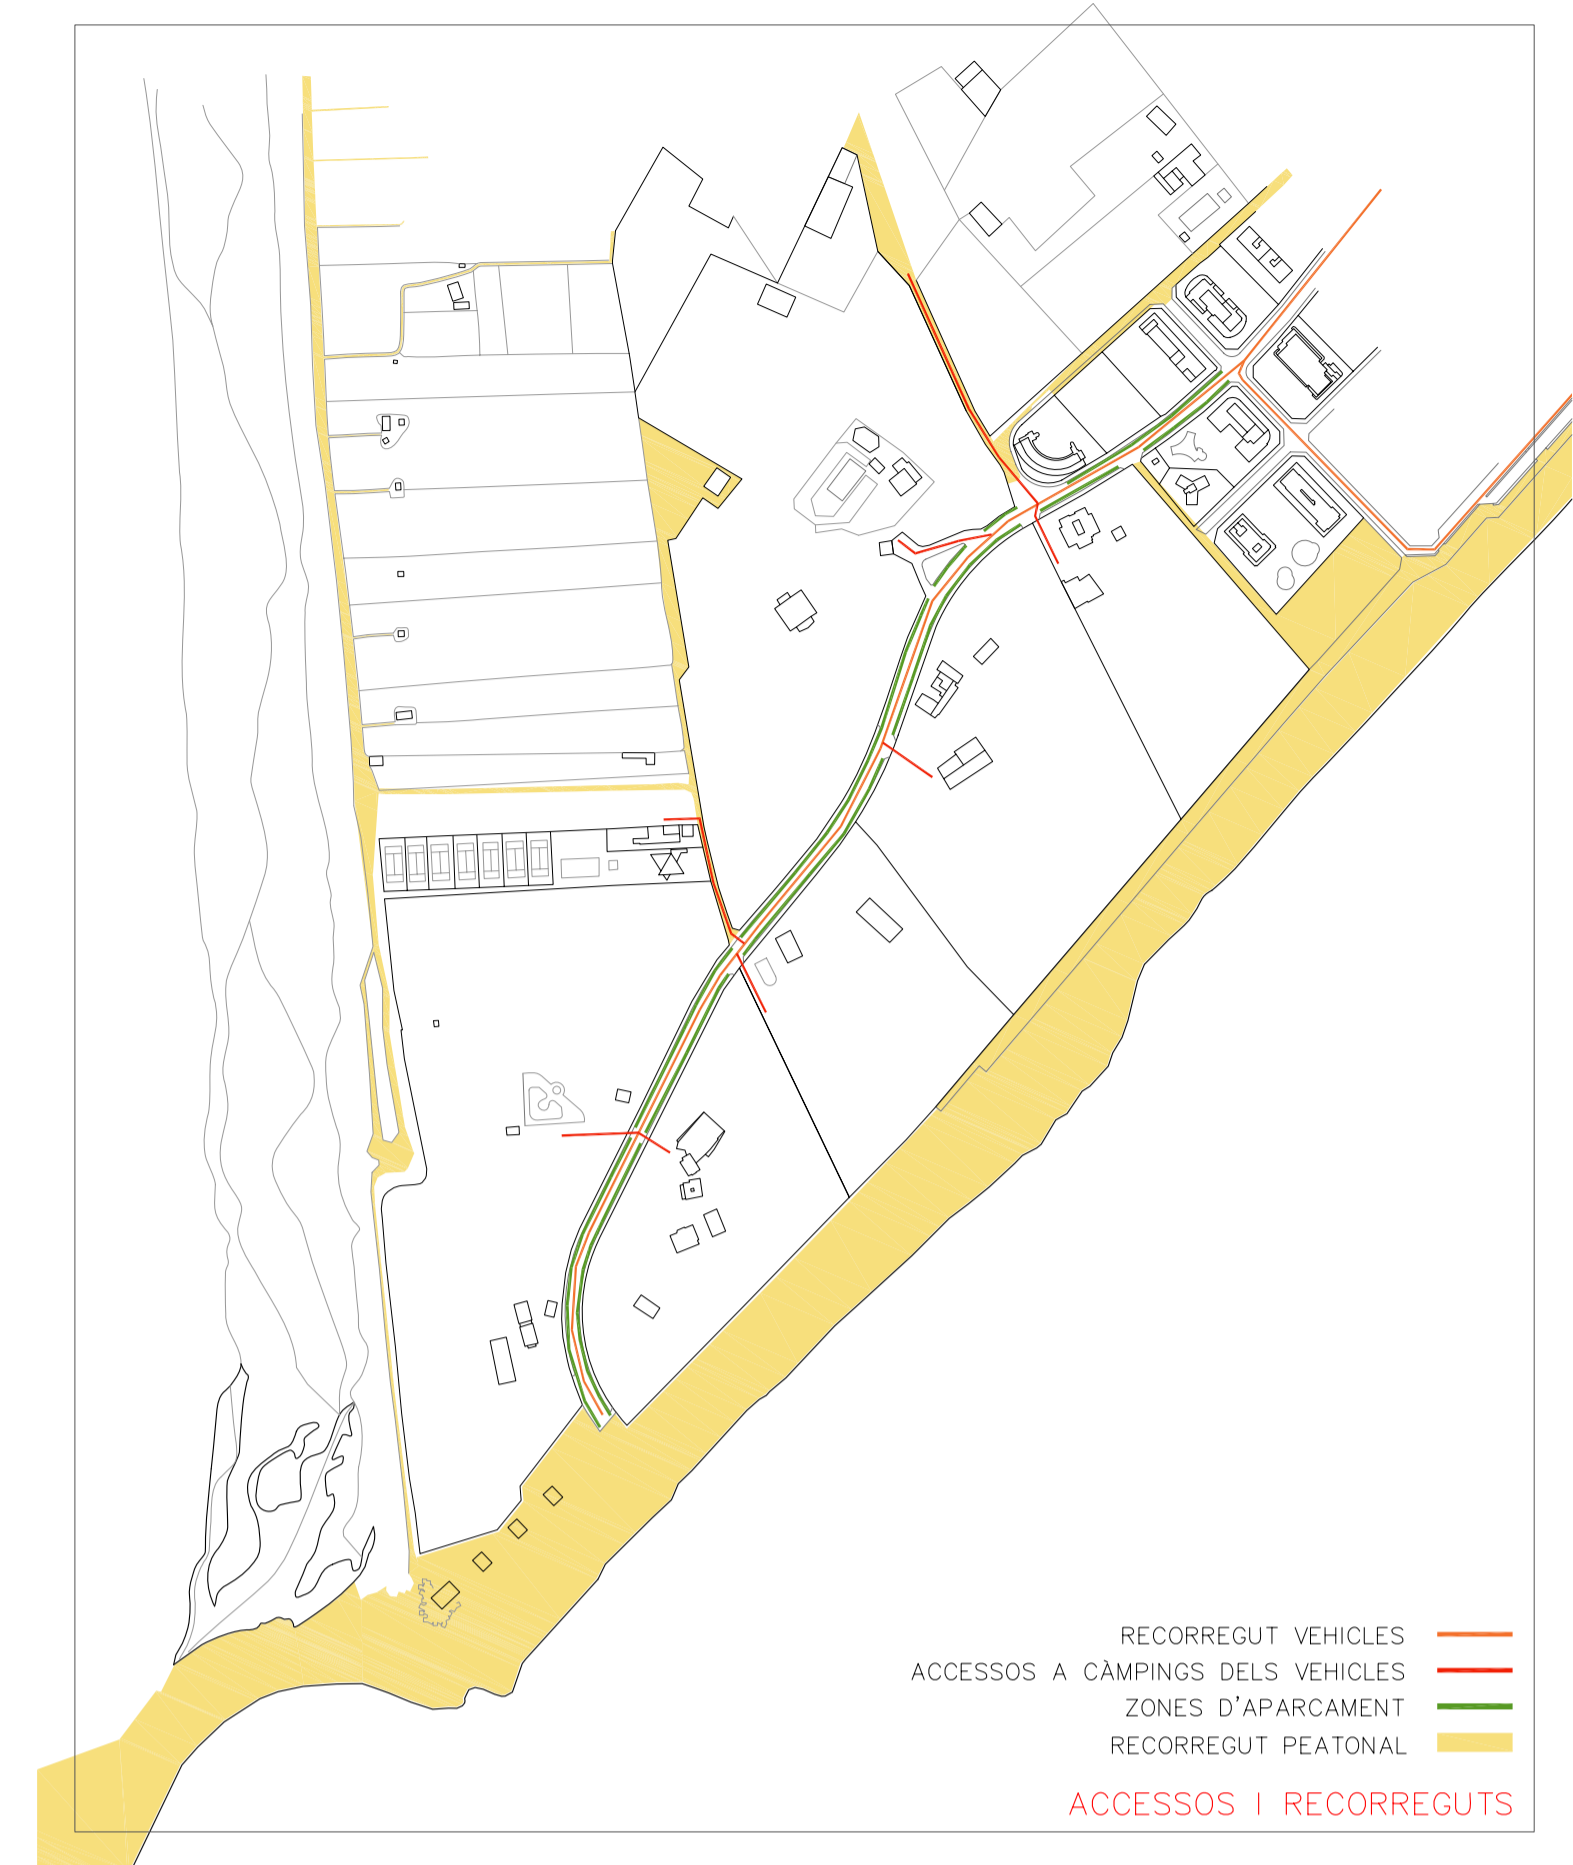 RECORREGUT VEHICLES
ACCESSOS A CÀMPINGS DELS VEHICLES
ZONES D'APARCAMENT
RECORREGUT PEATONAL
ACCESSOS I RECORREGUTS